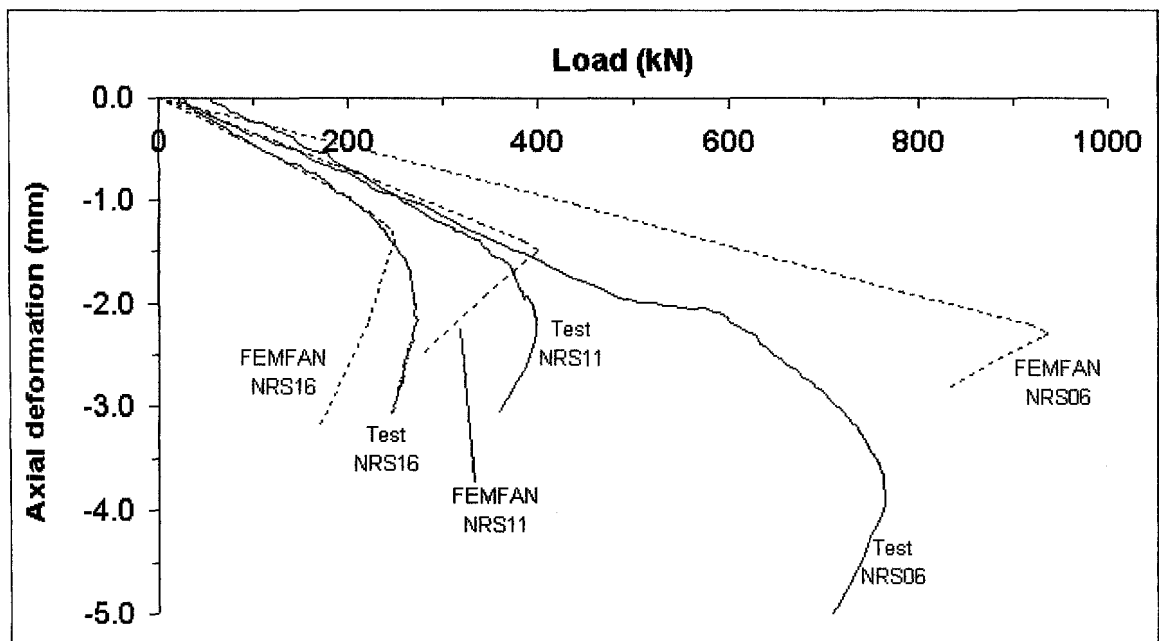 Load (kN)
0.0
0
200
400
600
800
1000
-1.0
-2.0
-3.0
-4.0
-5.0
Axial deformation (mm)
FEMFAN
NRS16
Test
NRS16
FEMFAN
NRS11
Test
NRS11
FEMFAN
NRS06
Test
NRS06